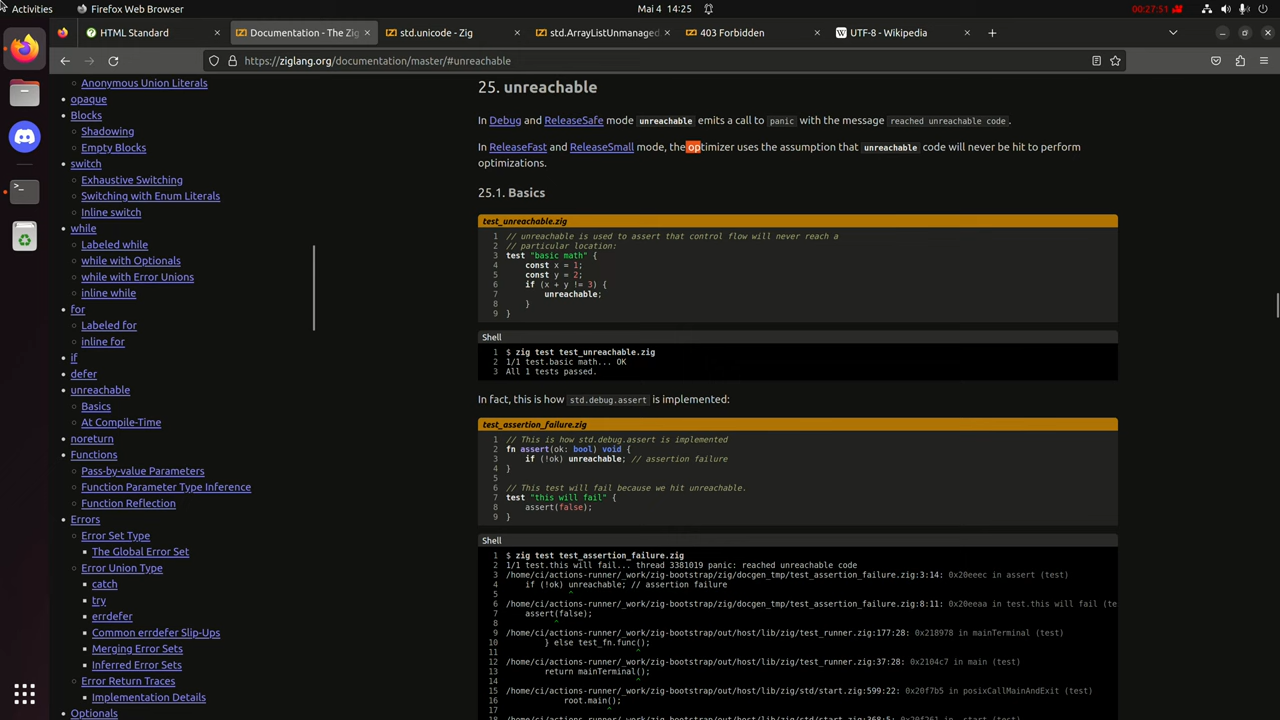 Activities
Firefox Web Browser
Mai 4 14:25
00:27:51
HTML Standard
Documentation - The Zig
std.unicode - Zig
std.ArrayListUnmanaged
403 Forbidden
UTF-8 - Wikipedia
https://ziglang.org/documentation/master/#unreachable
Anonymous Union Literals
opaque
Blocks
Shadowing
Empty Blocks
switch
Exhaustive Switching
Switching with Enum Literals
Inline switch
while
Labeled while
while with Optionals
while with Error Unions
inline while
for
Labeled for
inline for
if
defer
unreachable
Basics
At Compile-Time
noreturn
Functions
Pass-by-value Parameters
Function Parameter Type Inference
Function Reflection
Errors
Error Set Type
The Global Error Set
Error Union Type
catch
try
errdefer
Common errdefer Slip-Ups
Merging Error Sets
Inferred Error Sets
Error Return Traces
Implementation Details
Optionals
25. unreachable
In Debug and ReleaseSafe mode unreachable emits a call to panic with the message reached unreachable code.
In ReleaseFast and ReleaseSmall mode, the optimizer uses the assumption that unreachable code will never be hit to perform
optimizations.
25.1. Basics
test_unreachable.zig
1 // unreachable is used to assert that control flow will never reach a
2 // particular location:
3 test "basic math" {
4 const x = 1;
5 const y = 2;
6 if (x + y != 3) {
7 unreachable;
8 }
9 }
Shell
1 $ zig test test_unreachable.zig
2 1/1 test.basic math... OK
3 All 1 tests passed.
In fact, this is how std.debug.assert is implemented:
test_assertion_failure.zig
1 // This is how std.debug.assert is implemented
2 fn assert(ok: bool) void {
3 if (!ok) unreachable; // assertion failure
4 }
5
6 // This test will fail because we hit unreachable.
7 test "this will fail" {
8 assert(false);
9 }
Shell
1 $ zig test test_assertion_failure.zig
2 1/1 test.this will fail... thread 3381019 panic: reached unreachable code
3 /home/ci/actions-runner/_work/zig-bootstrap/zig/docgen_tmp/test_assertion_failure.zig:3:14: 0x20eeec in assert (test)
4 if (!ok) unreachable; // assertion failure
5 ^
6 /home/ci/actions-runner/_work/zig-bootstrap/zig/docgen_tmp/test_assertion_failure.zig:8:11: 0x20eeaa in test.this will fail (te
7 assert(false);
8 ^
9 /home/ci/actions-runner/_work/zig-bootstrap/out/host/lib/zig/test_runner.zig:177:28: 0x218978 in mainTerminal (test)
10 } else test_fn.func();
11 ^
12 /home/ci/actions-runner/_work/zig-bootstrap/out/host/lib/zig/test_runner.zig:37:28: 0x2104c7 in main (test)
13 return mainTerminal();
14 ^
15 /home/ci/actions-runner/_work/zig-bootstrap/out/host/lib/zig/std/start.zig:599:22: 0x20f7b5 in posixCallMainAndExit (test)
16 root.main();
17 ^